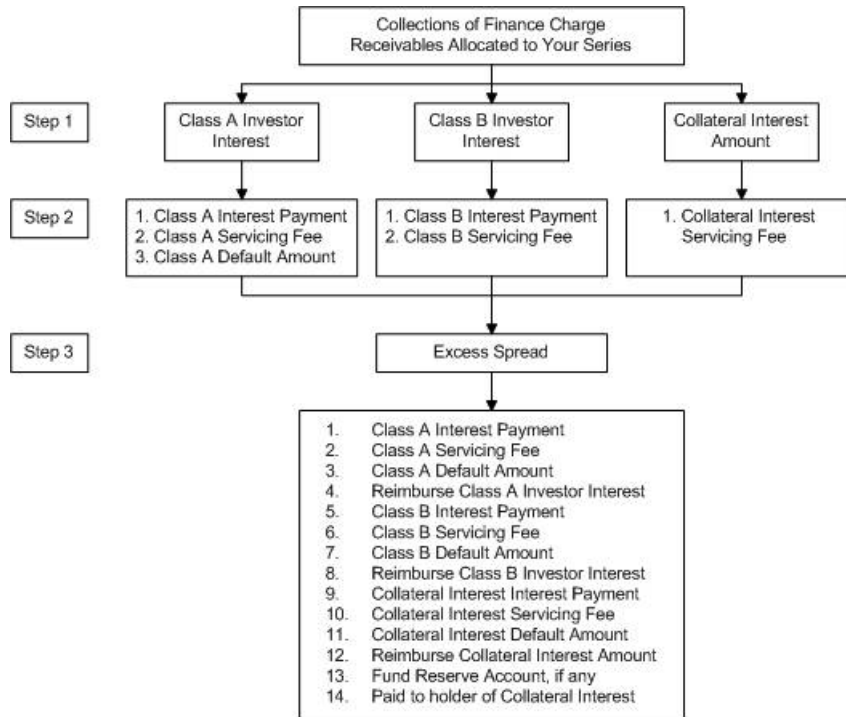 Collections of Finance Charge
Receivables Allocated to Your Series
Step 1
Class A Investor
Interest
Class B Investor
Interest
Collateral Interest
Amount
Step 2
1. Class A Interest Payment
2. Class A Servicing Fee
3. Class A Default Amount
1. Class B Interest Payment
2. Class B Servicing Fee
1. Collateral Interest
Servicing Fee
Step 3
Excess Spread
1. Class A Interest Payment
2. Class A Servicing Fee
3. Class A Default Amount
4. Reimburse Class A Investor Interest
5. Class B Interest Payment
6. Class B Servicing Fee
7. Class B Default Amount
8. Reimburse Class B Investor Interest
9. Collateral Interest Interest Payment
10. Collateral Interest Servicing Fee
11. Collateral Interest Default Amount
12. Reimburse Collateral Interest Amount
13. Fund Reserve Account, if any
14. Paid to holder of Collateral Interest